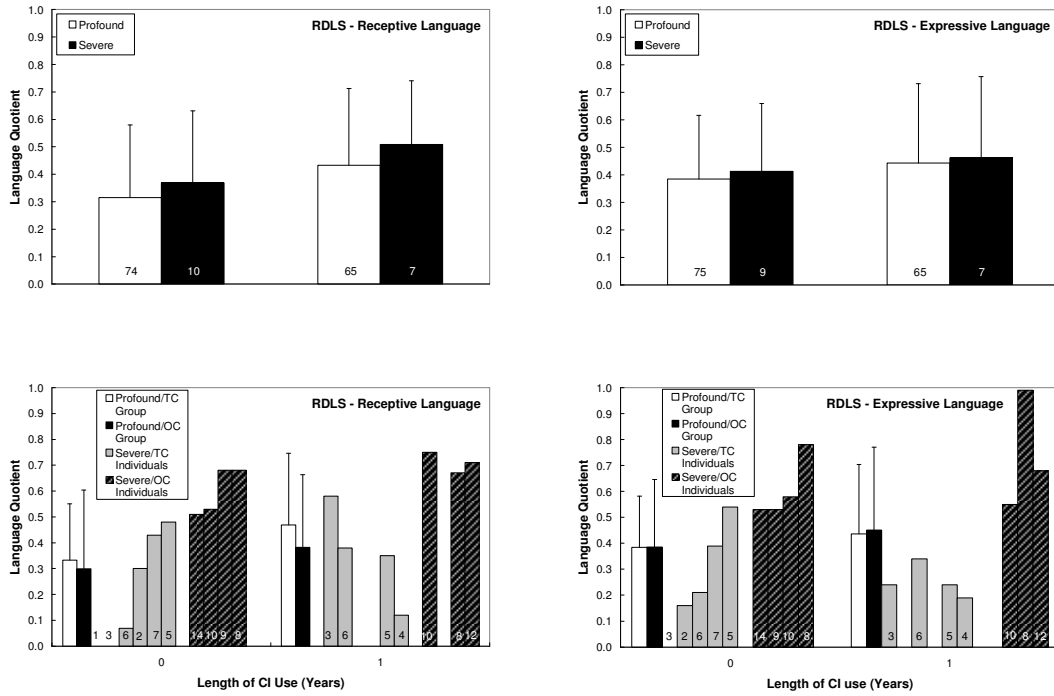 RDLS - Receptive Language
Profound
Severe
Language Quotient
1.0
0.9
0.8
0.7
0.6
0.5
0.4
0.3
0.2
0.1
0.0
74 10 65 7
RDLS - Expressive Language
Profound
Severe
Language Quotient
1.0
0.9
0.8
0.7
0.6
0.5
0.4
0.3
0.2
0.1
0.0
75 9 65 7
RDLS - Receptive Language
Profound/TC
Group
Profound/OC
Group
Severe/TC
Individuals
Severe/OC
Individuals
Language Quotient
1.0
0.9
0.8
0.7
0.6
0.5
0.4
0.3
0.2
0.1
0.0
1 3 6 2 7 5 14 10 9 8 3 6 5 4 10 8 12
0 1
Length of CI Use (Years)
RDLS - Expressive Language
Profound/TC
Group
Profound/OC
Group
Severe/TC
Individuals
Severe/OC
Individuals
Language Quotient
1.0
0.9
0.8
0.7
0.6
0.5
0.4
0.3
0.2
0.1
0.0
3 2 6 7 5 14 9 10 8 3 6 5 4 10 8 12
0 1
Length of CI Use (Years)